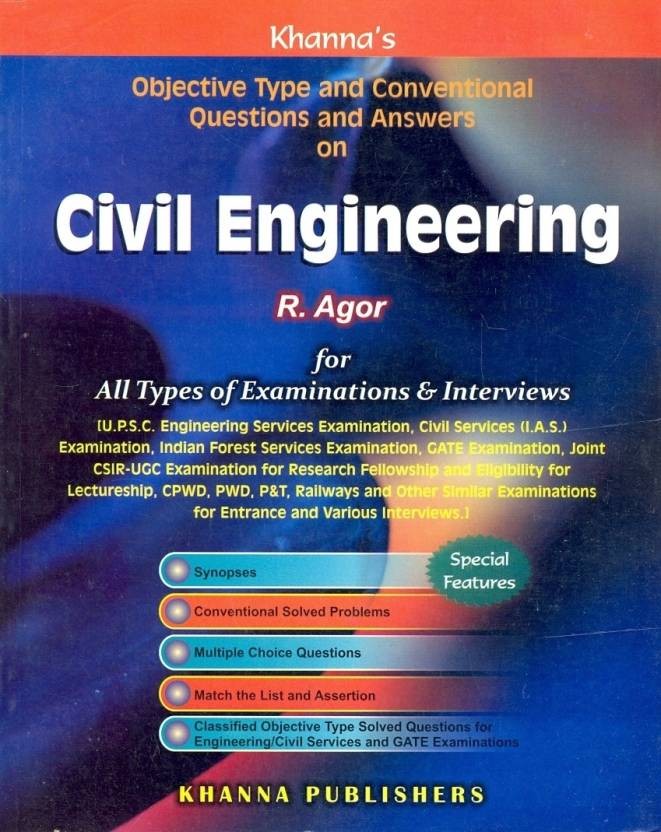 Khanna's
Objective Type and Conventional
Questions and Answers
on
Civil Engineering
R. Agor
for
All Types of Examinations & Interviews
[U.P.S.C. Engineering Services Examination, Civil Services (I.A.S.)
Examination, Indian Forest Services Examination, GATE Examination, Joint
CSIR-UGC Examination for Research Fellowship and Eligibility for
Lectureship, CPWD, PWD, P&T, Railways and Other Similar Examinations
for Entrance and Various Interviews.]
Special
Features
Synopses
Conventional Solved Problems
Multiple Choice Questions
Match the List and Assertion
Classified Objective Type Solved Questions for
Engineering/Civil Services and GATE Examinations
KHANNA PUBLISHERS